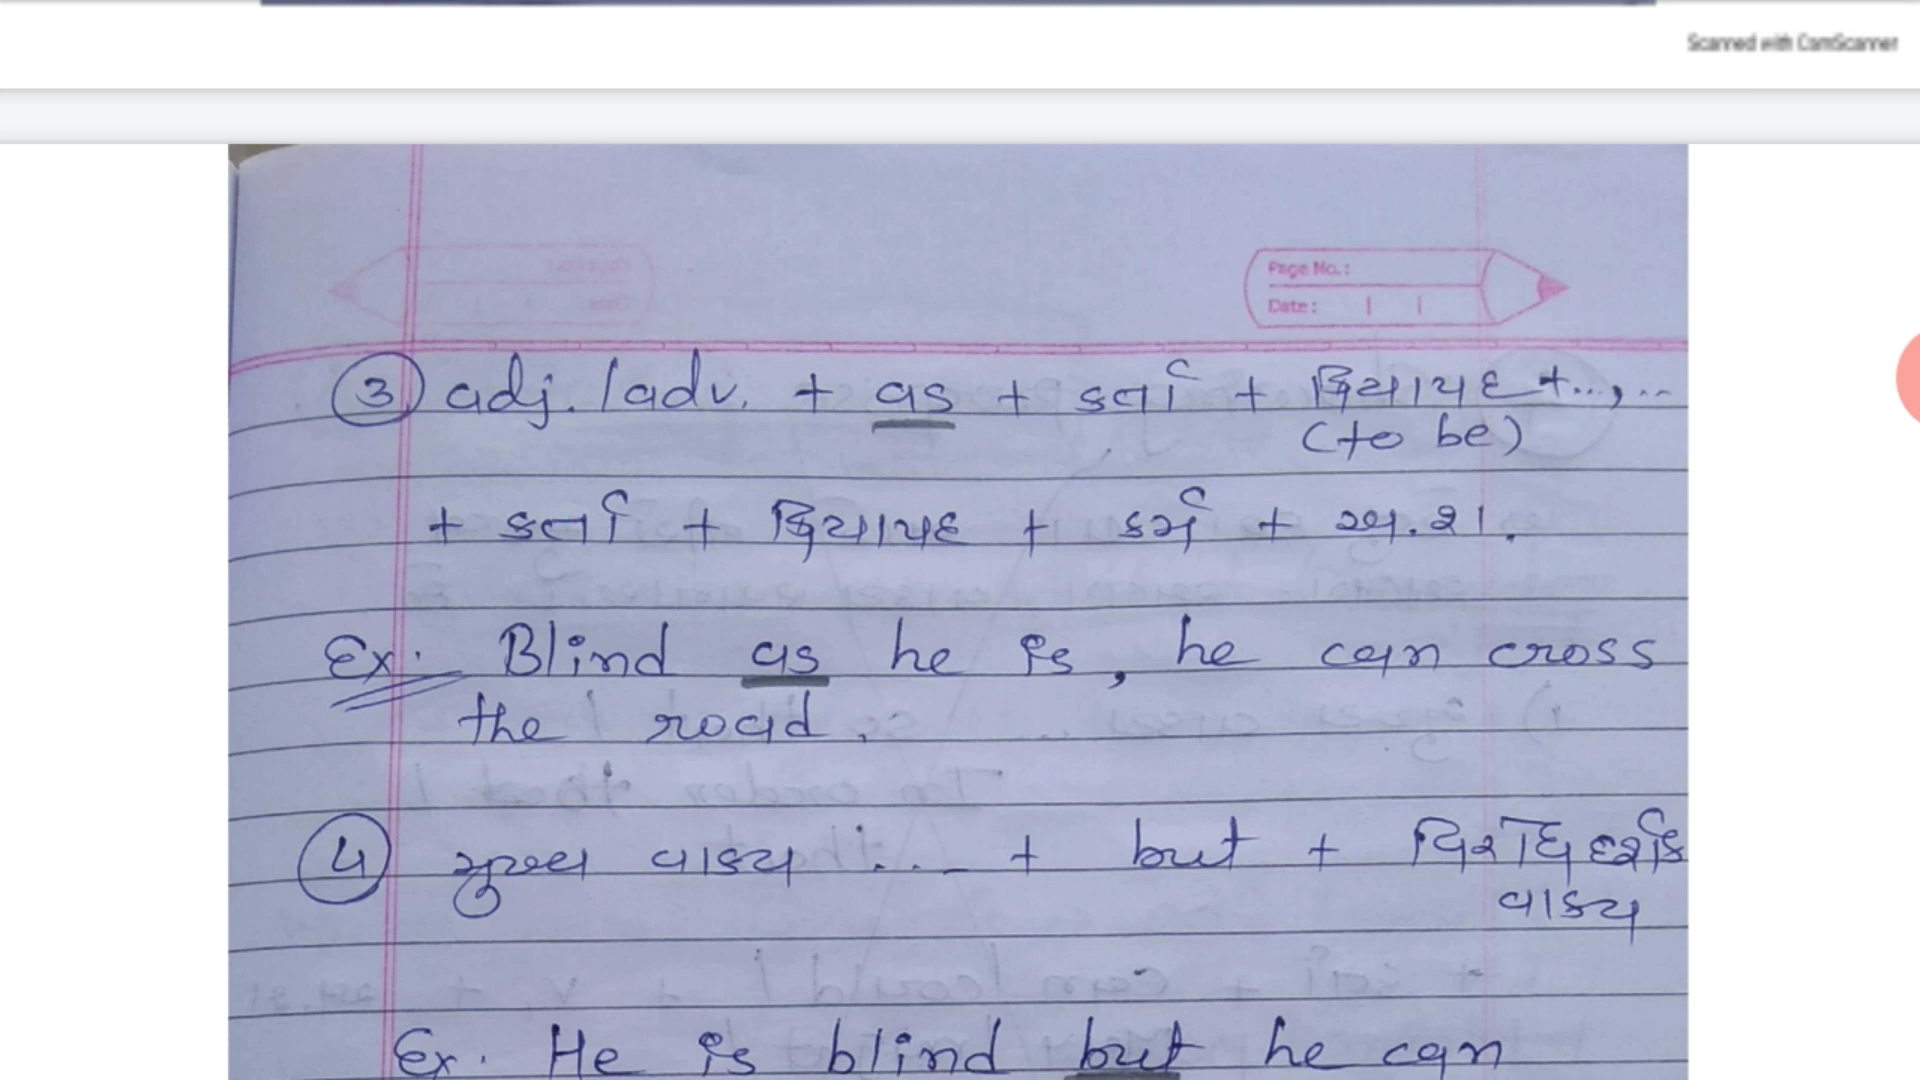 Scanned with CamScanner
Page No.:
Date:
③ adj. / adv. + as + કર્તા + ક્રિયાપદ + ..., ..
(to be)
+ કર્તા + ક્રિયાપદ + કર્મ + અ. શ.
Ex. Blind as he is, he can cross
the road.
④ મુખ્ય વાક્ય ... + but + વિરોધદર્શક
વાક્ય
Ex. He is blind but he can